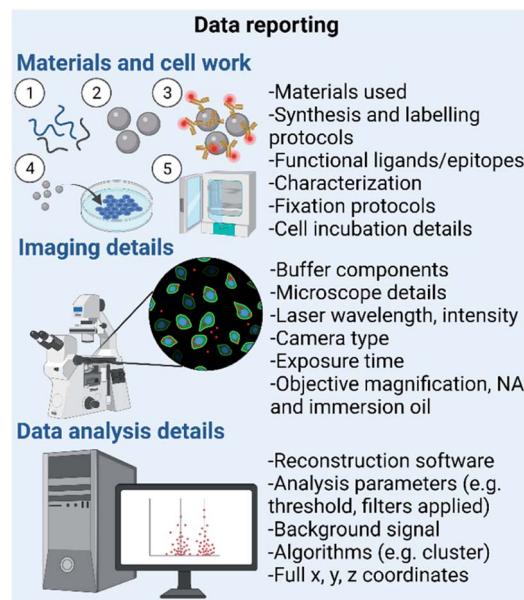 Data reporting
Materials and cell work
1
2
3
4
5
-Materials used
-Synthesis and labelling
protocols
-Functional ligands/epitopes
-Characterization
-Fixation protocols
-Cell incubation details
Imaging details
-Buffer components
-Microscope details
-Laser wavelength, intensity
-Camera type
-Exposure time
-Objective magnification, NA
and immersion oil
Data analysis details
-Reconstruction software
-Analysis parameters (e.g.
threshold, filters applied)
-Background signal
-Algorithms (e.g. cluster)
-Full x, y, z coordinates